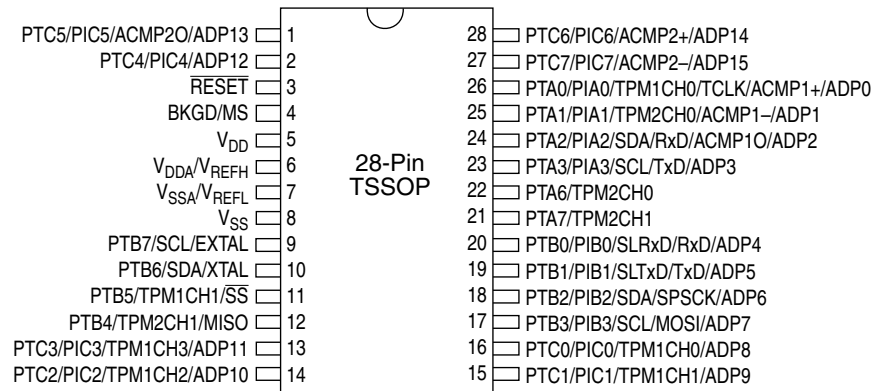 PTC5/PIC5/ACMP2O/ADP13 1
PTC4/PIC4/ADP12 2
RESET 3
BKGD/MS 4
VDD 5
VDDA/VREFH 6
VSSA/VREFL 7
VSS 8
PTB7/SCL/EXTAL 9
PTB6/SDA/XTAL 10
PTB5/TPM1CH1/SS 11
PTB4/TPM2CH1/MISO 12
PTC3/PIC3/TPM1CH3/ADP11 13
PTC2/PIC2/TPM1CH2/ADP10 14
28-Pin
TSSOP
28 PTC6/PIC6/ACMP2+/ADP14
27 PTC7/PIC7/ACMP2–/ADP15
26 PTA0/PIA0/TPM1CH0/TCLK/ACMP1+/ADP0
25 PTA1/PIA1/TPM2CH0/ACMP1–/ADP1
24 PTA2/PIA2/SDA/RxD/ACMP1O/ADP2
23 PTA3/PIA3/SCL/TxD/ADP3
22 PTA6/TPM2CH0
21 PTA7/TPM2CH1
20 PTB0/PIB0/SLRxD/RxD/ADP4
19 PTB1/PIB1/SLTxD/TxD/ADP5
18 PTB2/PIB2/SDA/SPSCK/ADP6
17 PTB3/PIB3/SCL/MOSI/ADP7
16 PTC0/PIC0/TPM1CH0/ADP8
15 PTC1/PIC1/TPM1CH1/ADP9